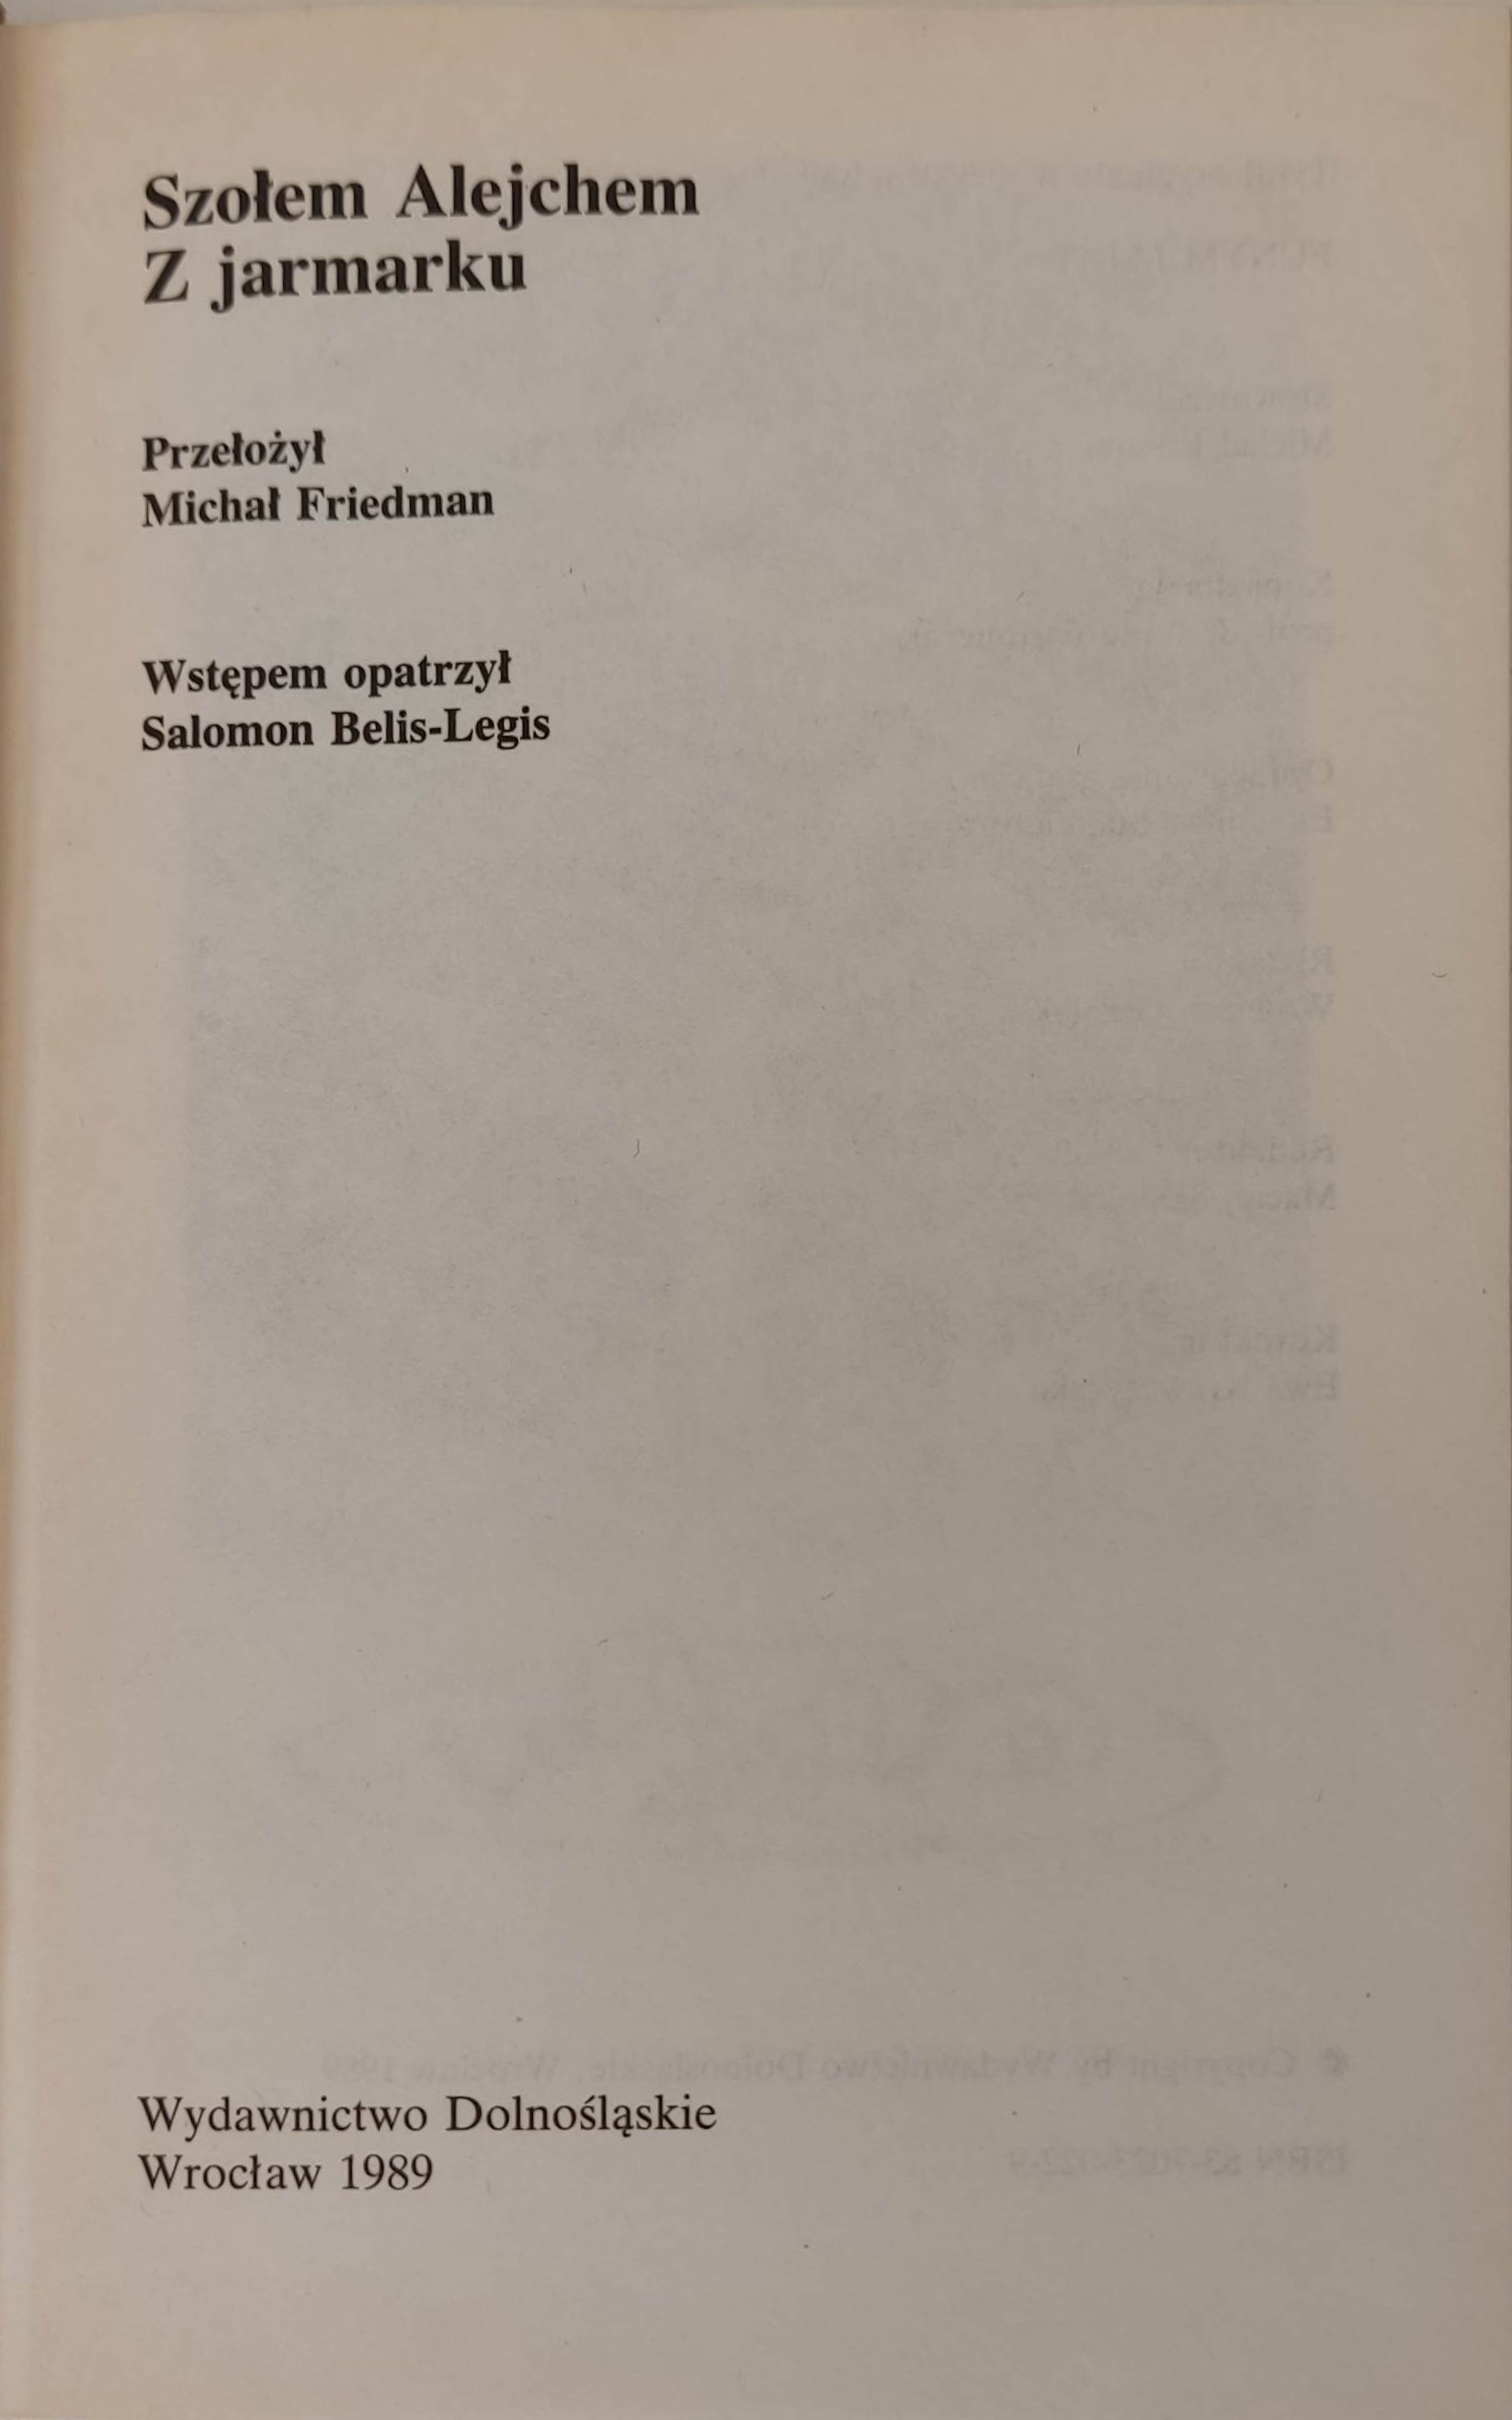 Szołem Alejchem
Z jarmarku
Przełożył
Michał Friedman
Wstępem opatrzył
Salomon Belis-Legis
Wydawnictwo Dolnośląskie
Wrocław 1989